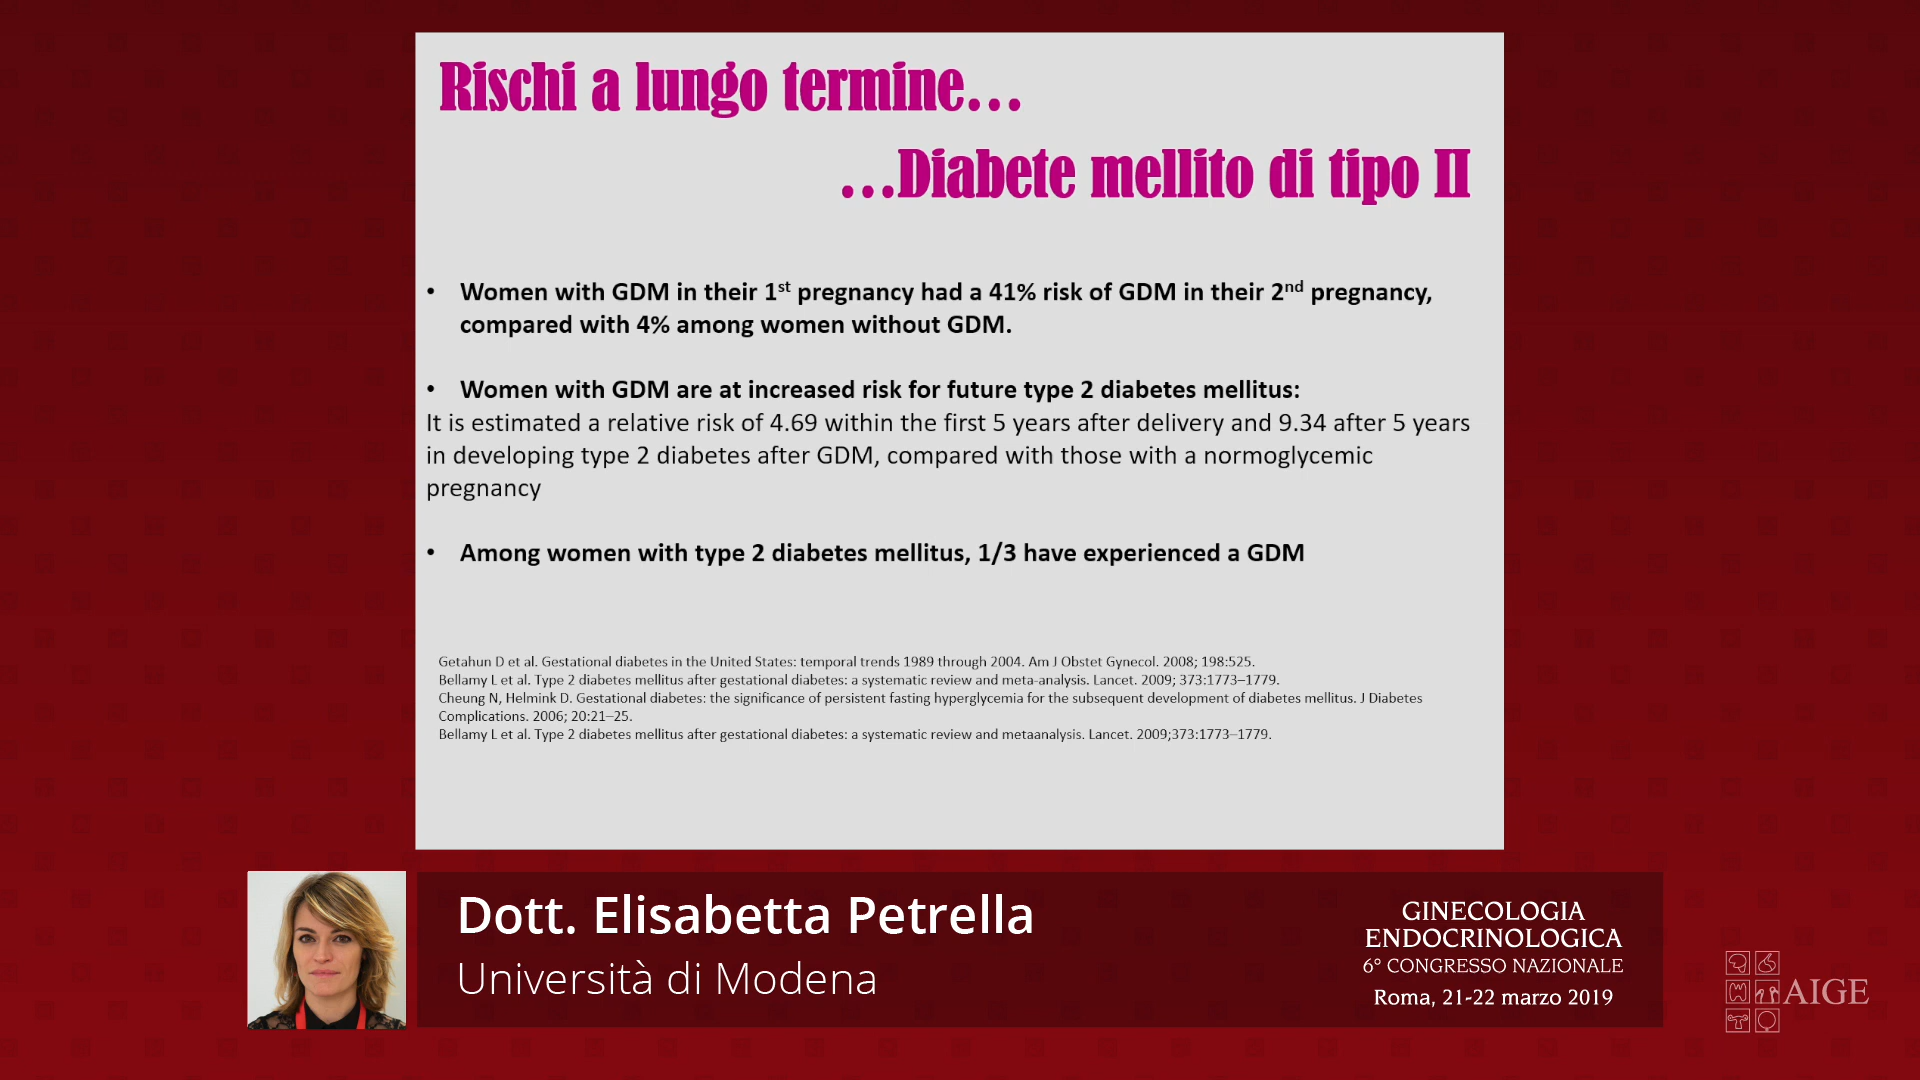 Rischi a lungo termine...
...Diabete mellito di tipo II
• Women with GDM in their 1st pregnancy had a 41% risk of GDM in their 2nd pregnancy,
compared with 4% among women without GDM.
• Women with GDM are at increased risk for future type 2 diabetes mellitus:
It is estimated a relative risk of 4.69 within the first 5 years after delivery and 9.34 after 5 years
in developing type 2 diabetes after GDM, compared with those with a normoglycemic
pregnancy
• Among women with type 2 diabetes mellitus, 1/3 have experienced a GDM
Getahun D et al. Gestational diabetes in the United States: temporal trends 1989 through 2004. Am J Obstet Gynecol. 2008; 198:525.
Bellamy L et al. Type 2 diabetes mellitus after gestational diabetes: a systematic review and meta-analysis. Lancet. 2009; 373:1773–1779.
Cheung N, Helmink D. Gestational diabetes: the significance of persistent fasting hyperglycemia for the subsequent development of diabetes mellitus. J Diabetes
Complications. 2006; 20:21–25.
Bellamy L et al. Type 2 diabetes mellitus after gestational diabetes: a systematic review and metaanalysis. Lancet. 2009;373:1773–1779.
Dott. Elisabetta Petrella
Università di Modena
GINECOLOGIA
ENDOCRINOLOGICA
6° CONGRESSO NAZIONALE
Roma, 21-22 marzo 2019
AIGE